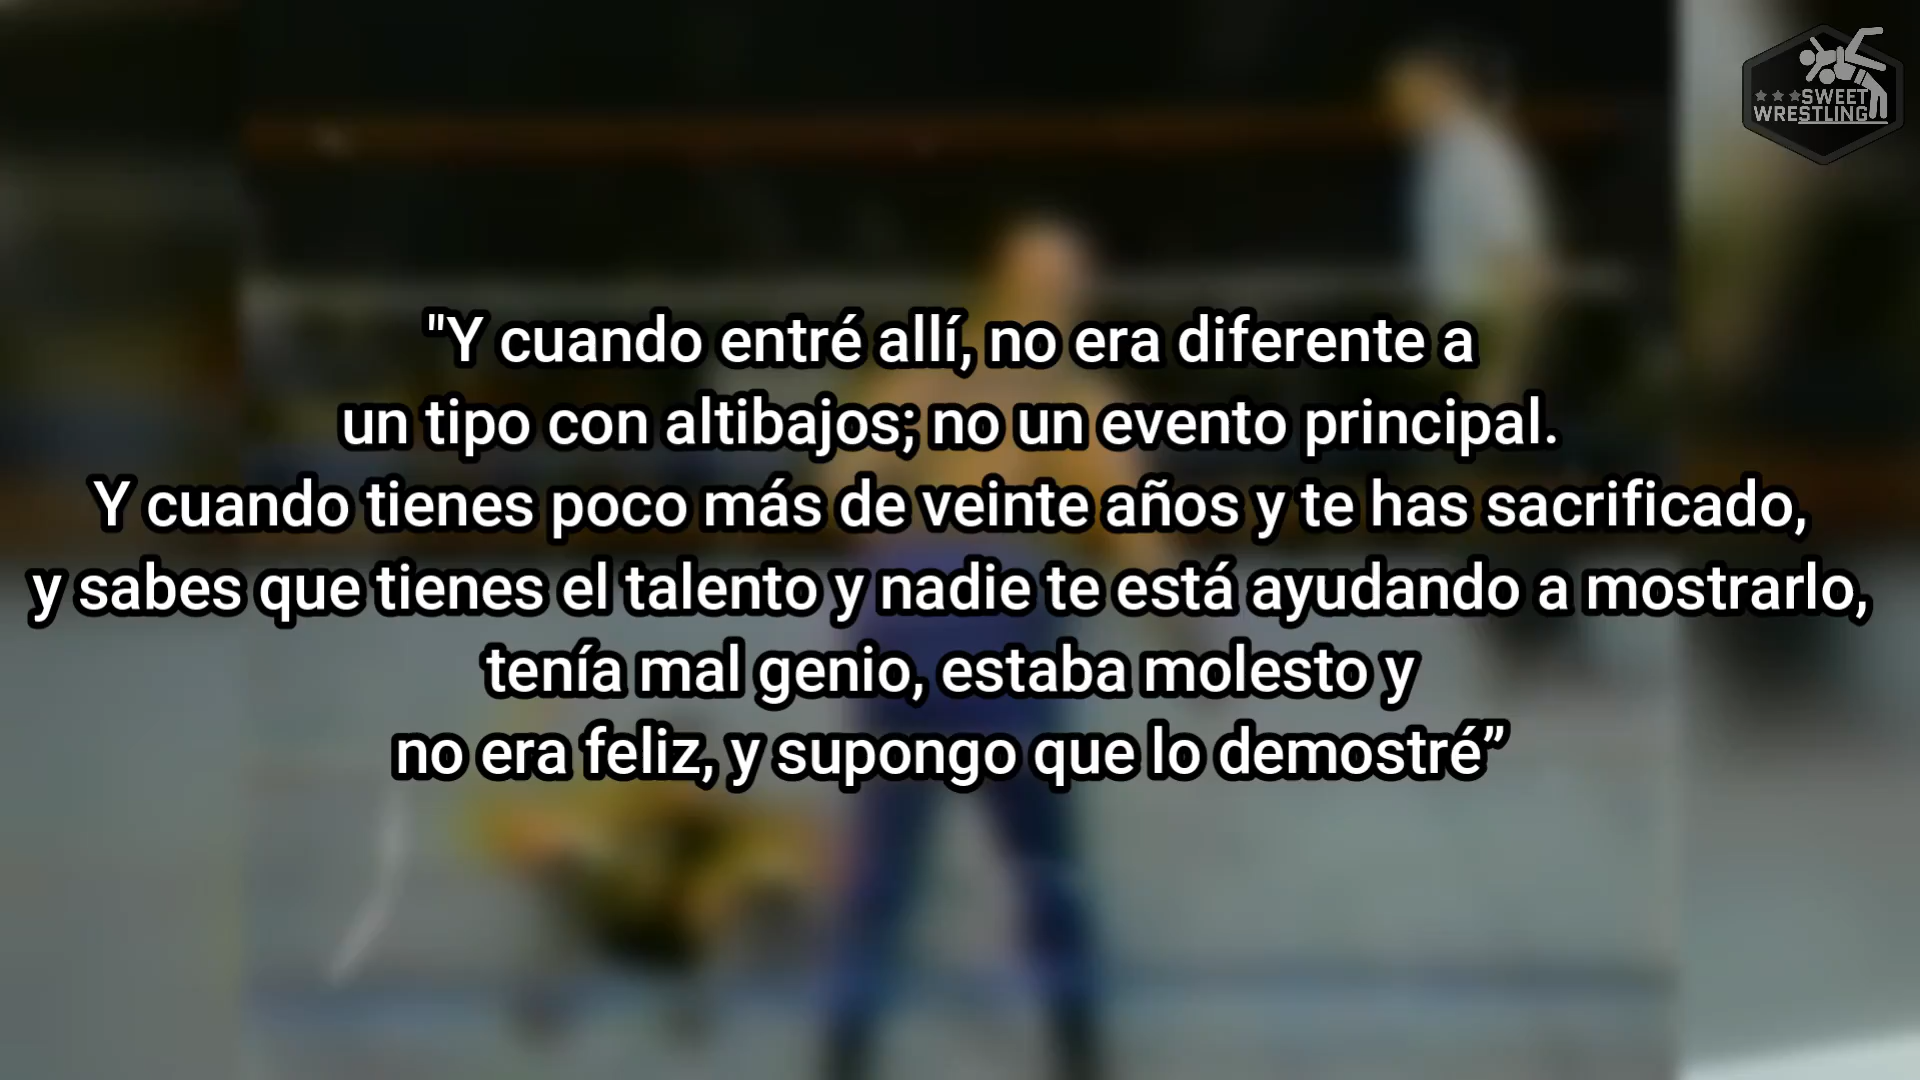 SWEET
WRESTLING
"Y cuando entré allí, no era diferente a
un tipo con altibajos; no un evento principal.
Y cuando tienes poco más de veinte años y te has sacrificado,
y sabes que tienes el talento y nadie te está ayudando a mostrarlo,
tenía mal genio, estaba molesto y
no era feliz, y supongo que lo demostré”